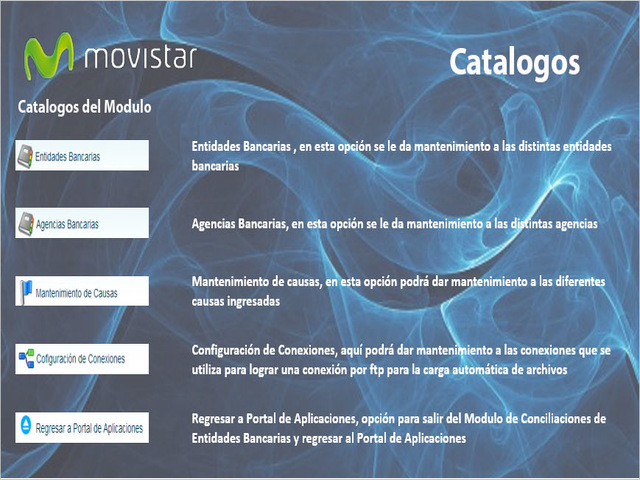 movistar
Catalogos
Catalogos del Modulo
Entidades Bancarias
Entidades Bancarias , en esta opción se le da mantenimiento a las distintas entidades
bancarias
Agencias Bancarias
Agencias Bancarias, en esta opción se le da mantenimiento a las distintas agencias
Mantenimiento de Causas
Mantenimiento de causas, en esta opción podrá dar mantenimiento a las diferentes
causas ingresadas
Cofiguración de Conexiones
Configuración de Conexiones, aquí podrá dar mantenimiento a las conexiones que se
utiliza para lograr una conexión por ftp para la carga automática de archivos
Regresar a Portal de Aplicaciones
Regresar a Portal de Aplicaciones, opción para salir del Modulo de Conciliaciones de
Entidades Bancarias y regresar al Portal de Aplicaciones